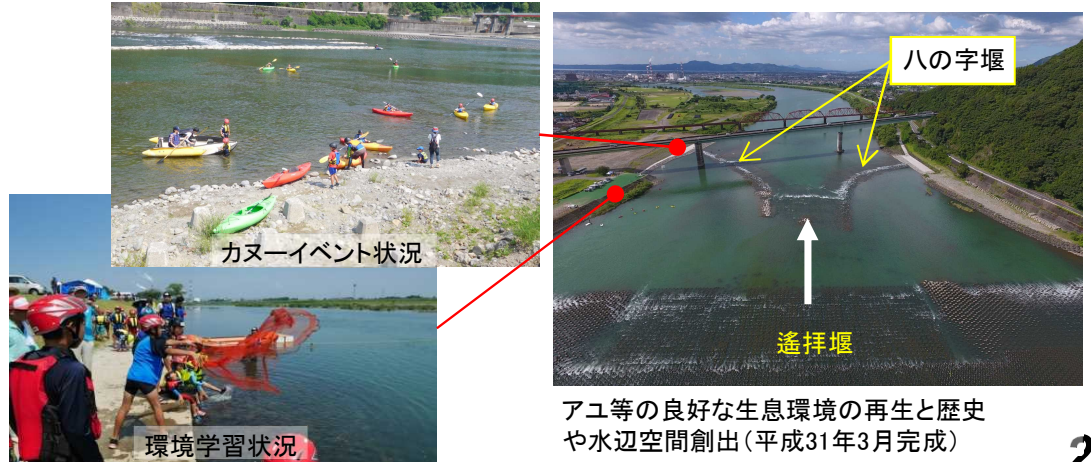 八の字堰
カヌーイベント状況
遙拝堰
環境学習状況
アユ等の良好な生息環境の再生と歴史
や水辺空間創出(平成31年3月完成)
2